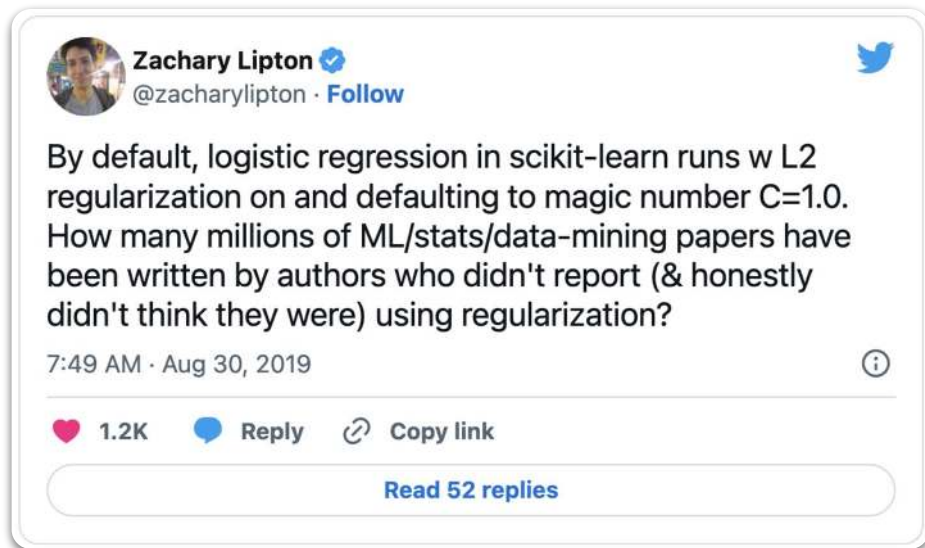 Zachary Lipton
@zacharylipton · Follow
By default, logistic regression in scikit-learn runs w L2
regularization on and defaulting to magic number C=1.0.
How many millions of ML/stats/data-mining papers have
been written by authors who didn't report (& honestly
didn't think they were) using regularization?
7:49 AM · Aug 30, 2019
1.2K Reply Copy link
Read 52 replies